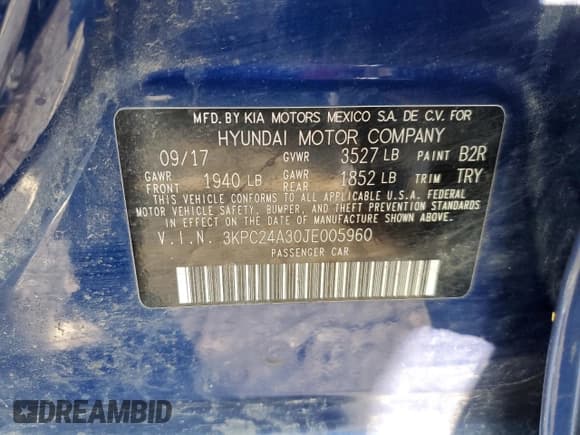 MFD. BY KIA MOTORS MEXICO S.A. DE C.V. FOR
HYUNDAI MOTOR COMPANY
09/17 GVWR 3527 LB PAINT B2R
GAWR FRONT 1940 LB GAWR REAR 1852 LB TRIM TRY
THIS VEHICLE CONFORMS TO ALL APPLICABLE U.S.A. FEDERAL
MOTOR VEHICLE SAFETY, BUMPER, AND THEFT PREVENTION STANDARDS
IN EFFECT ON THE DATE OF MANUFACTURE SHOWN ABOVE.
V.I.N. 3KPC24A30JE005960
PASSENGER CAR
DREAMBID